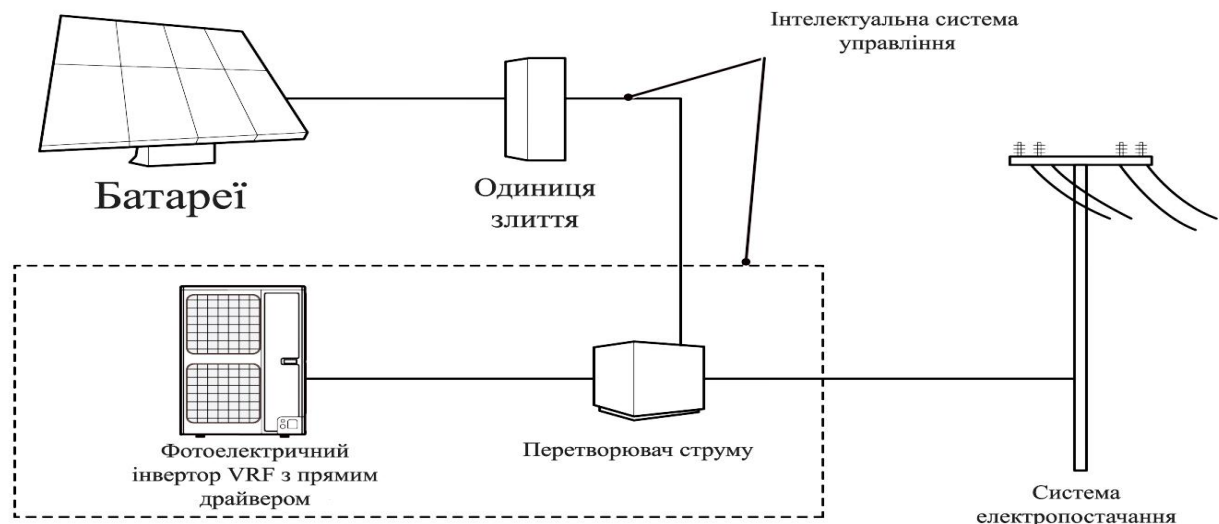 Інтелектуальна система
управління
Батареї
Одиниця
злиття
Фотоелектричний
інвертор VRF з прямим
драйвером
Перетворювач струму
Система
електропостачання